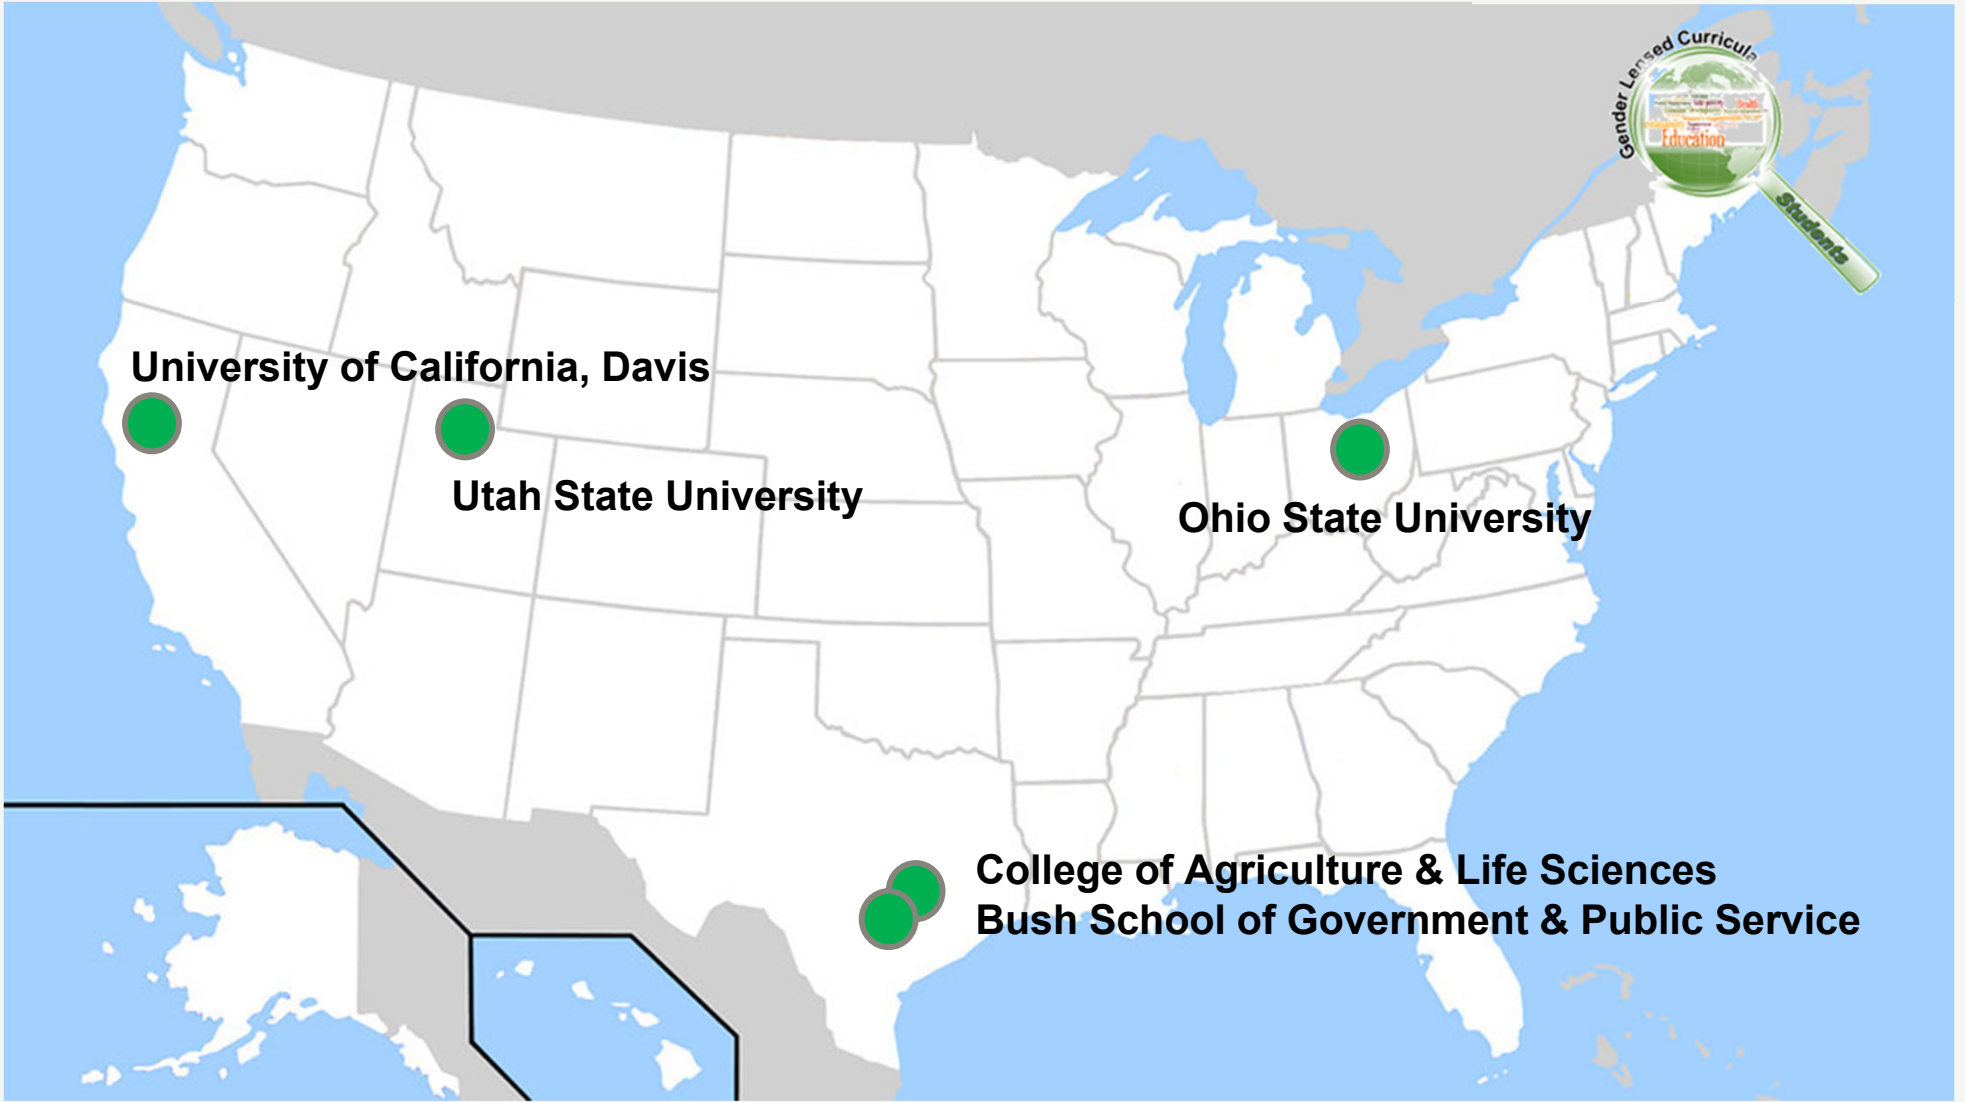 Gender Lensed Curricula
Education
Students
University of California, Davis
Utah State University
Ohio State University
College of Agriculture & Life Sciences
Bush School of Government & Public Service